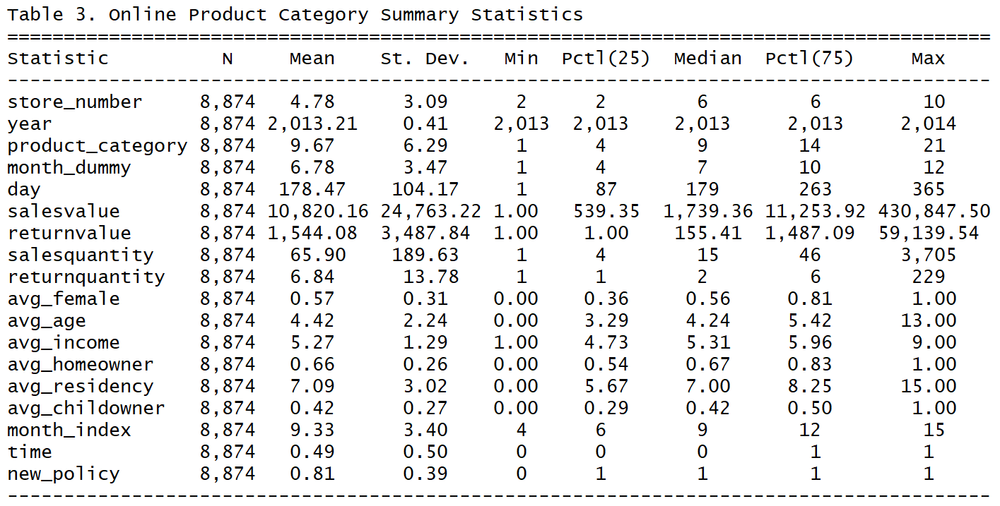 Table 3. Online Product Category Summary Statistics
=======================================================================================
Statistic          N      Mean    St. Dev.   Min  Pctl(25)  Median  Pctl(75)     Max
---------------------------------------------------------------------------------------
store_number     8,874    4.78      3.09      2      2        6         6         10
year             8,874 2,013.21     0.41    2,013  2,013    2,013     2,013     2,014
product_category 8,874    9.67      6.29      1      4        9        14         21
month_dummy      8,874    6.78      3.47      1      4        7        10         12
day              8,874   178.47    104.17     1      87      179       263       365
salesvalue       8,874 10,820.16 24,763.22  1.00   539.35  1,739.36 11,253.92 430,847.50
returnvalue      8,874 1,544.08  3,487.84   1.00    1.00    155.41  1,487.09  59,139.54
salesquantity    8,874   65.90    189.63      1      4        15       46       3,705
returnquantity   8,874    6.84     13.78      1      1        2         6        229
avg_female       8,874    0.57      0.31    0.00    0.36     0.56     0.81       1.00
avg_age          8,874    4.42      2.24    0.00    3.29     4.24     5.42      13.00
avg_income       8,874    5.27      1.29    1.00    4.73     5.31     5.96       9.00
avg_homeowner    8,874    0.66      0.26    0.00    0.54     0.67     0.83       1.00
avg_residency    8,874    7.09      3.02    0.00    5.67     7.00     8.25      15.00
avg_childowner   8,874    0.42      0.27    0.00    0.29     0.42     0.50       1.00
month_index      8,874    9.33      3.40      4      6        9        12         15
time             8,874    0.49      0.50      0      0        0         1         1
new_policy       8,874    0.81      0.39      0      1        1         1         1
---------------------------------------------------------------------------------------